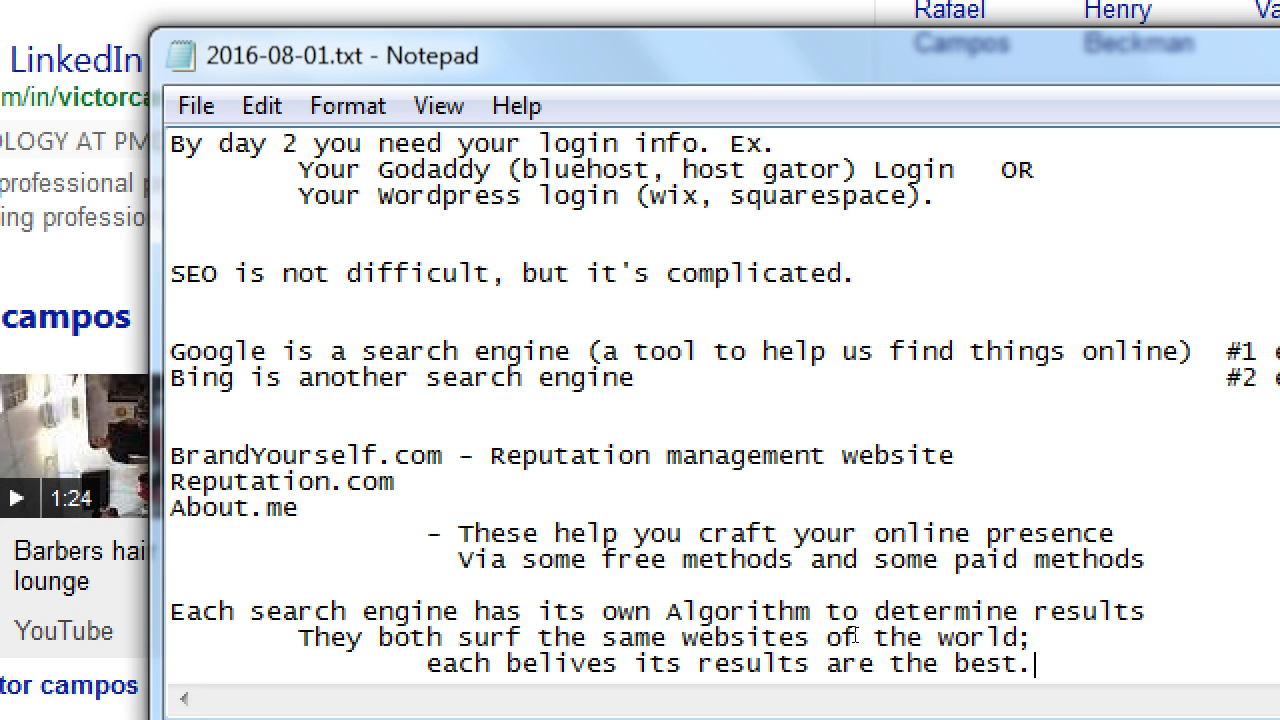 Rafael Henry
Campos Beckman
LinkedIn
m/in/victorca
OLOGY AT PM
professional
ing professio
campos
1:24
Barbers hai
lounge
YouTube
tor campos
2016-08-01.txt - Notepad
File Edit Format View Help
By day 2 you need your login info. Ex.
Your Godaddy (bluehost, host gator) Login OR
Your Wordpress login (wix, squarespace).
SEO is not difficult, but it's complicated.
Google is a search engine (a tool to help us find things online) #1
Bing is another search engine #2
BrandYourself.com - Reputation management website
Reputation.com
About.me
- These help you craft your online presence
Via some free methods and some paid methods
Each search engine has its own Algorithm to determine results
They both surf the same websites of the world;
each belives its results are the best.